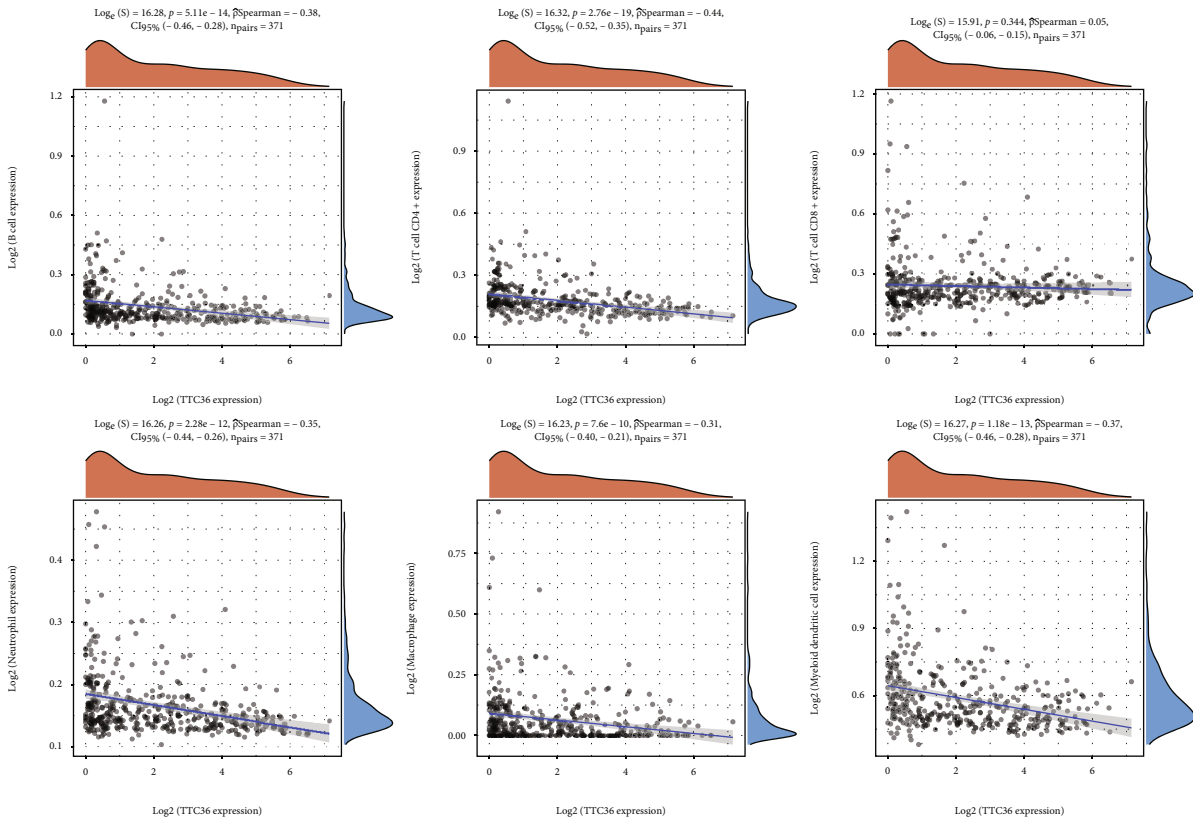 Logₑ (S) = 16.28, p = 5.11e − 14, ρ̂Spearman = − 0.38,
CI95% (− 0.46, − 0.28), npairs = 371
1.2
0.9
0.6
0.3
0.0
Log2 (B cell expression)
0 2 4 6
Log2 (TTC36 expression)
Logₑ (S) = 16.32, p = 2.76e − 19, ρ̂Spearman = − 0.44,
CI95% (− 0.52, − 0.35), npairs = 371
0.9
0.6
0.3
0.0
Log2 (T cell CD4 + expression)
0 2 4 6
Log2 (TTC36 expression)
Logₑ (S) = 15.91, p = 0.344, ρ̂Spearman = 0.05,
CI95% (− 0.06, − 0.15), npairs = 371
1.2
0.9
0.6
0.3
0.0
Log2 (T cell CD8 + expression)
0 2 4 6
Log2 (TTC36 expression)
Logₑ (S) = 16.26, p = 2.28e − 12, ρ̂Spearman = − 0.35,
CI95% (− 0.44, − 0.26), npairs = 371
0.4
0.3
0.2
0.1
Log2 (Neutrophil expression)
0 2 4 6
Log2 (TTC36 expression)
Logₑ (S) = 16.23, p = 7.6e − 10, ρ̂Spearman = − 0.31,
CI95% (− 0.40, − 0.21), npairs = 371
0.75
0.50
0.25
0.00
Log2 (Macrophage expression)
0 2 4 6
Log2 (TTC36 expression)
Logₑ (S) = 16.27, p = 1.18e − 13, ρ̂Spearman = − 0.37,
CI95% (− 0.46, − 0.28), npairs = 371
1.2
0.9
0.6
Log2 (Myeloid dendritic cell expression)
0 2 4 6
Log2 (TTC36 expression)